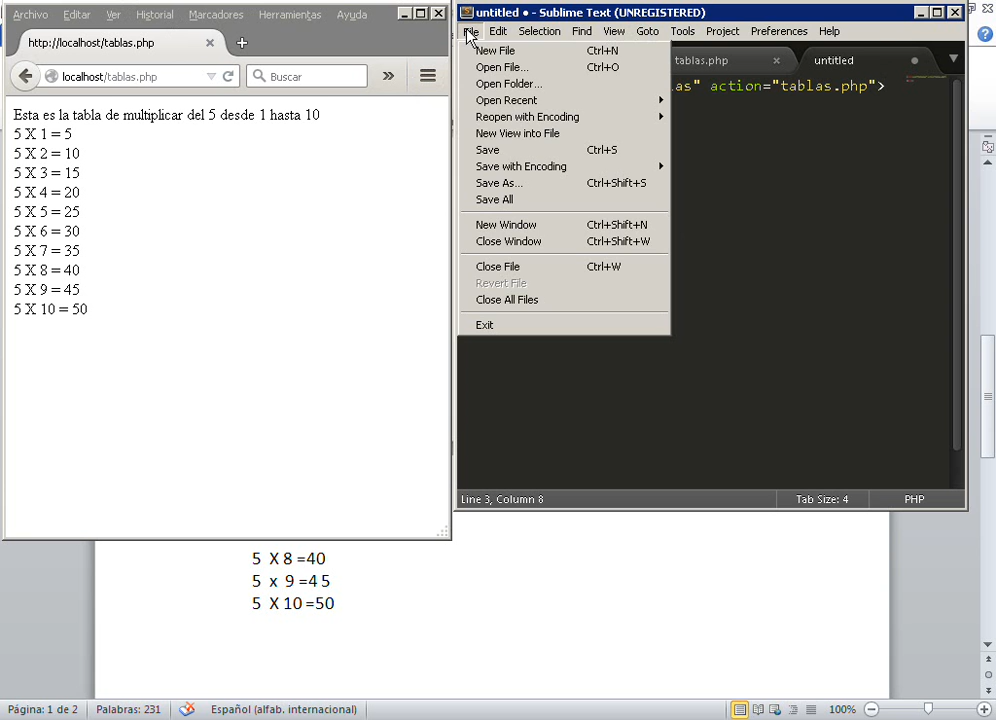 Archivo Editar Ver Historial Marcadores Herramientas Ayuda
http://localhost/tablas.php
localhost/tablas.php
Buscar
Esta es la tabla de multiplicar del 5 desde 1 hasta 10
5 X 1 = 5
5 X 2 = 10
5 X 3 = 15
5 X 4 = 20
5 X 5 = 25
5 X 6 = 30
5 X 7 = 35
5 X 8 = 40
5 X 9 = 45
5 X 10 = 50
untitled • - Sublime Text (UNREGISTERED)
File Edit Selection Find View Goto Tools Project Preferences Help
tablas.php
untitled
as" action="tablas.php">
New File Ctrl+N
Open File... Ctrl+O
Open Folder...
Open Recent
Reopen with Encoding
New View into File
Save Ctrl+S
Save with Encoding
Save As... Ctrl+Shift+S
Save All
New Window Ctrl+Shift+N
Close Window Ctrl+Shift+W
Close File Ctrl+W
Revert File
Close All Files
Exit
Line 3, Column 8
Tab Size: 4
PHP
5 X 8 =40
5 x 9 =4 5
5 X 10 =50
Página: 1 de 2
Palabras: 231
Español (alfab. internacional)
100%